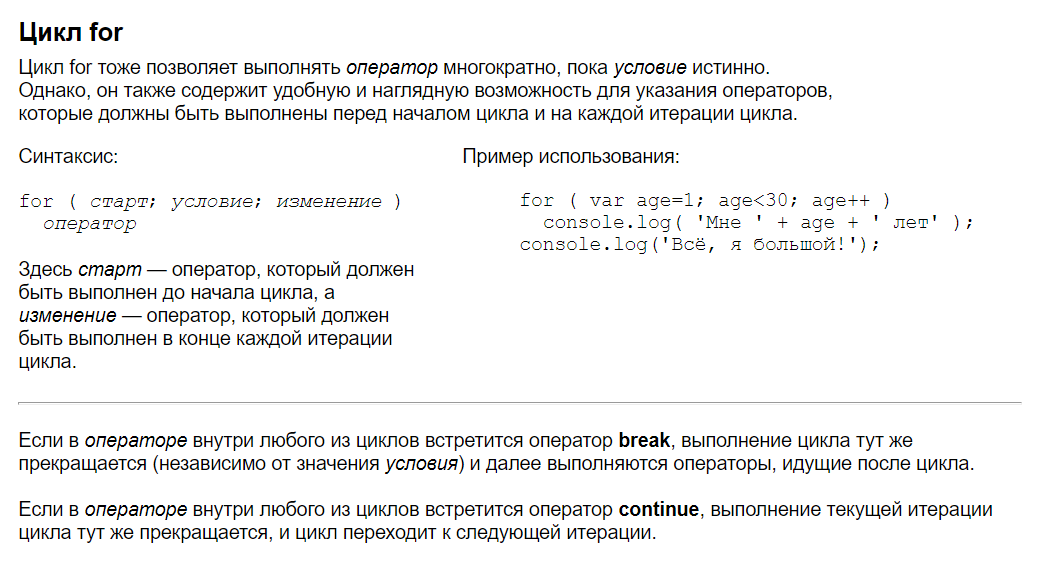 Цикл for
Цикл for тоже позволяет выполнять оператор многократно, пока условие истинно.
Однако, он также содержит удобную и наглядную возможность для указания операторов,
которые должны быть выполнены перед началом цикла и на каждой итерации цикла.
Синтаксис:
for ( старт; условие; изменение )
оператор
Здесь старт — оператор, который должен
быть выполнен до начала цикла, а
изменение — оператор, который должен
быть выполнен в конце каждой итерации
цикла.
Пример использования:
for ( var age=1; age<30; age++ )
console.log( 'Мне ' + age + ' лет' );
console.log('Всё, я большой!');
Если в операторе внутри любого из циклов встретится оператор break, выполнение цикла тут же
прекращается (независимо от значения условия) и далее выполняются операторы, идущие после цикла.
Если в операторе внутри любого из циклов встретится оператор continue, выполнение текущей итерации
цикла тут же прекращается, и цикл переходит к следующей итерации.